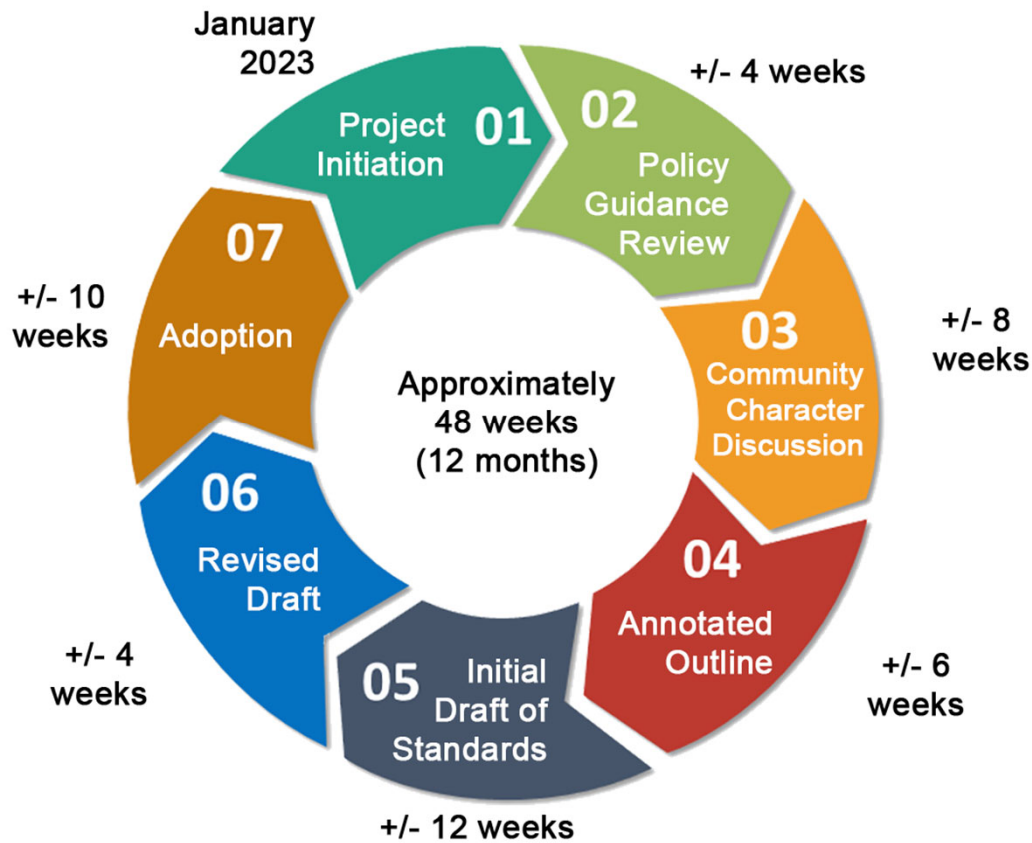 January
2023
01
Project
Initiation
+/- 4 weeks
02
Policy
Guidance
Review
+/- 8
weeks
03
Community
Character
Discussion
+/- 6
weeks
04
Annotated
Outline
+/- 12 weeks
05
Initial
Draft of
Standards
+/- 4
weeks
06
Revised
Draft
+/- 10
weeks
07
Adoption
Approximately
48 weeks
(12 months)